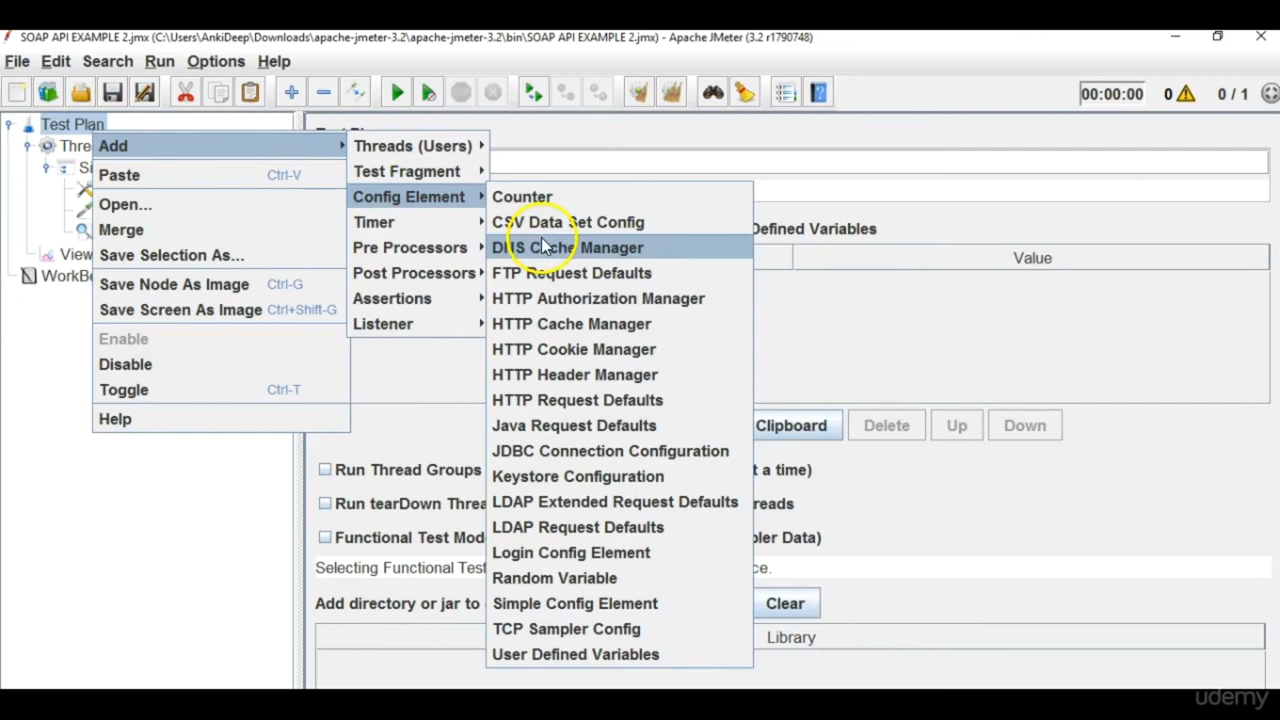 SOAP API EXAMPLE 2.jmx (C:\Users\AnkiDeep\Downloads\apache-jmeter-3.2\apache-jmeter-3.2\bin\SOAP API EXAMPLE 2.jmx) - Apache JMeter (3.2 r1790748)
File Edit Search Run Options Help
00:00:00 0 0 / 1
Test Plan
Thre
Si
View
WorkBe
Add
Paste Ctrl-V
Open...
Merge
Save Selection As...
Save Node As Image Ctrl-G
Save Screen As Image Ctrl+Shift-G
Enable
Disable
Toggle Ctrl-T
Help
Threads (Users)
Test Fragment
Config Element
Timer
Pre Processors
Post Processors
Assertions
Listener
Counter
CSV Data Set Config
DNS Cache Manager
FTP Request Defaults
HTTP Authorization Manager
HTTP Cache Manager
HTTP Cookie Manager
HTTP Header Manager
HTTP Request Defaults
Java Request Defaults
JDBC Connection Configuration
Keystore Configuration
LDAP Extended Request Defaults
LDAP Request Defaults
Login Config Element
Random Variable
Simple Config Element
TCP Sampler Config
User Defined Variables
Defined Variables
Value
Clipboard Delete Up Down
Run Thread Groups t a time)
Run tearDown Threa reads
Functional Test Mod pler Data)
Selecting Functional Test ce.
Add directory or jar to Clear
Library
udemy